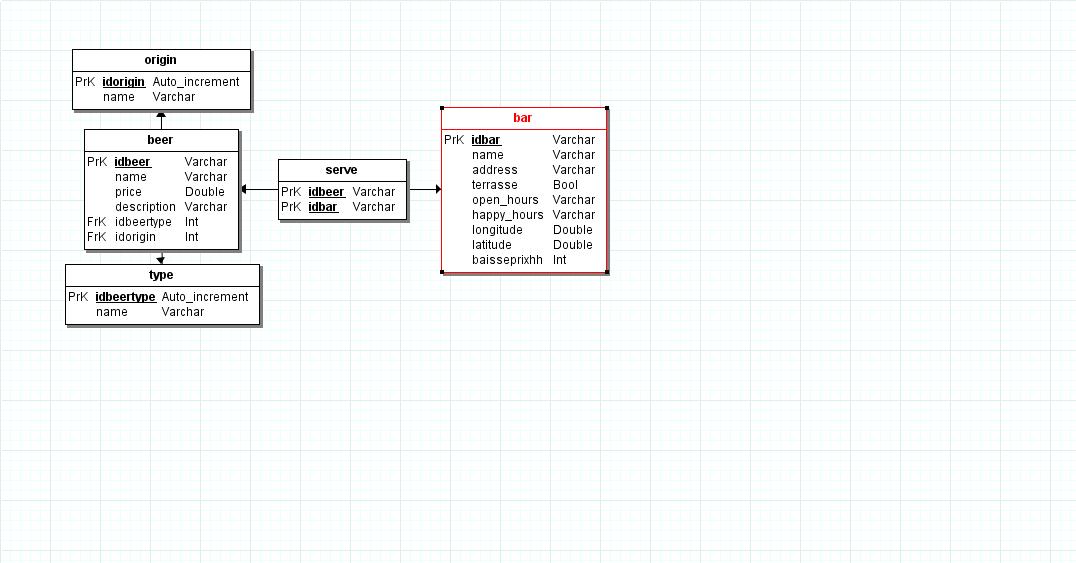 origin
PrK idorigin Auto_increment
name Varchar
beer
PrK idbeer Varchar
name Varchar
price Double
description Varchar
FrK idbeertype Int
FrK idorigin Int
type
PrK idbeertype Auto_increment
name Varchar
serve
PrK idbeer Varchar
PrK idbar Varchar
bar
PrK idbar Varchar
name Varchar
address Varchar
terrasse Bool
open_hours Varchar
happy_hours Varchar
longitude Double
latitude Double
baisseprixhh Int